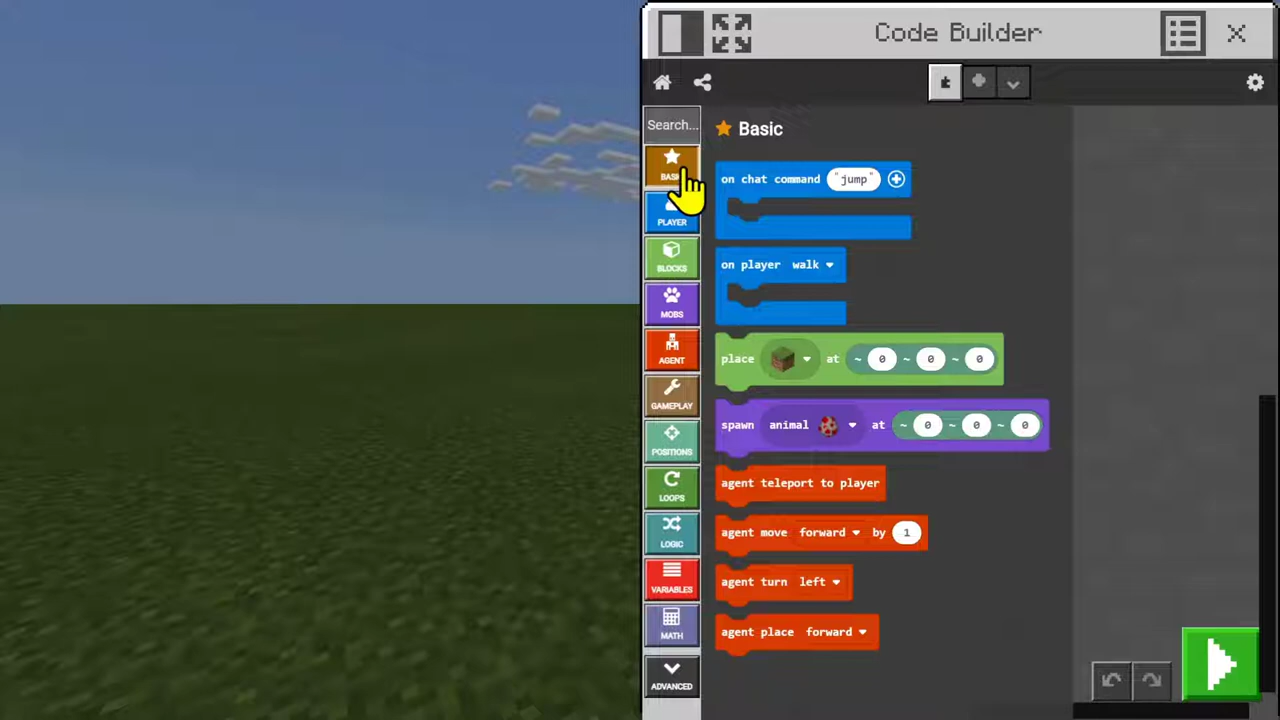 Code Builder
Search...
BASIC
PLAYER
BLOCKS
MOBS
AGENT
GAMEPLAY
POSITIONS
LOOPS
LOGIC
VARIABLES
MATH
ADVANCED
Basic
on chat command "jump"
on player walk
place at ~ 0 ~ 0 ~ 0
spawn animal at ~ 0 ~ 0 ~ 0
agent teleport to player
agent move forward by 1
agent turn left
agent place forward